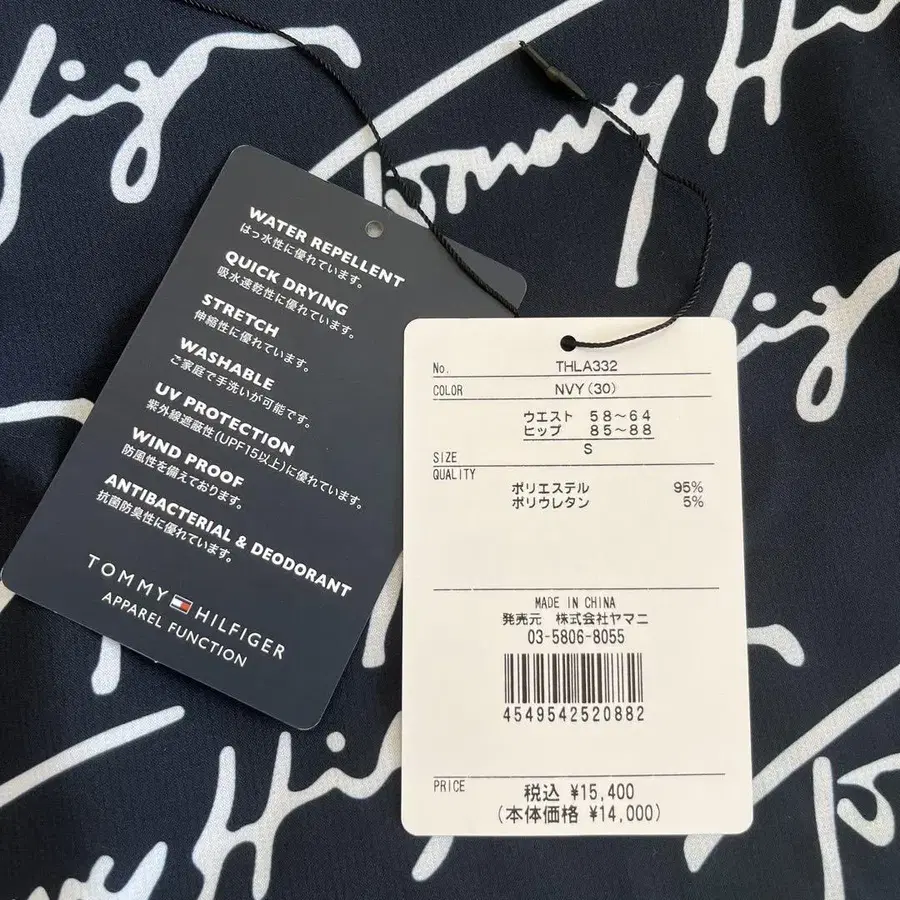 Tommy Hilfiger
WATER REPELLENT
はっ水性に優れています。
QUICK DRYING
吸水速乾性に優れています。
STRETCH
伸縮性に優れています。
WASHABLE
ご家庭で手洗いが可能です。
UV PROTECTION
紫外線遮蔽性(UPF15以上)に優れています。
WIND PROOF
防風性を備えております。
ANTIBACTERIAL & DEODORANT
抗菌防臭性に優れています。
TOMMY HILFIGER
APPAREL FUNCTION
No. THLA332
COLOR NVY(30)
ウエスト 58～64
ヒップ 85～88
SIZE S
QUALITY
ポリエステル 95%
ポリウレタン 5%
MADE IN CHINA
発売元 株式会社ヤマニ
03-5806-8055
4549542520882
PRICE 税込 ¥15,400
(本体価格 ¥14,000)